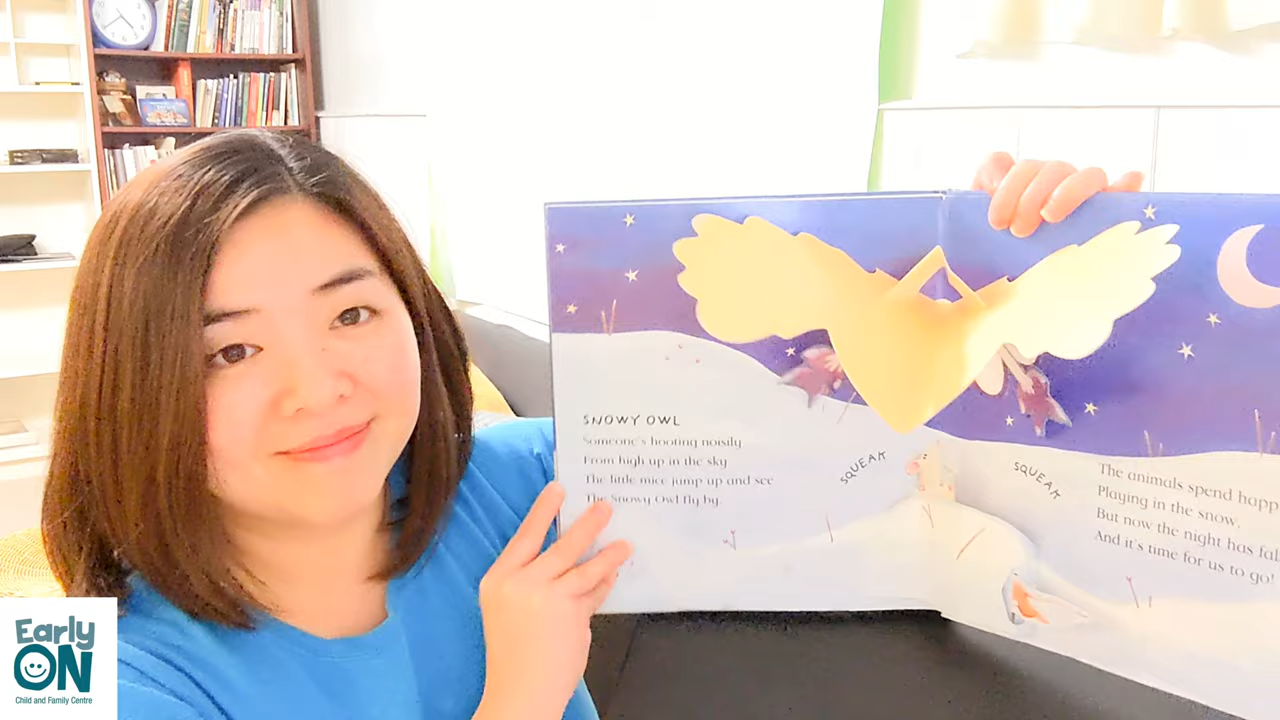 SNOWY OWL
Someone's hooting noisily
From high up in the sky
The little mice jump up and see
The Snowy Owl fly by.
SQUEAK
SQUEAK
The animals spend happ
Playing in the snow,
But now the night has fal
And it's time for us to go!
Early
ON
Child and Family Centre